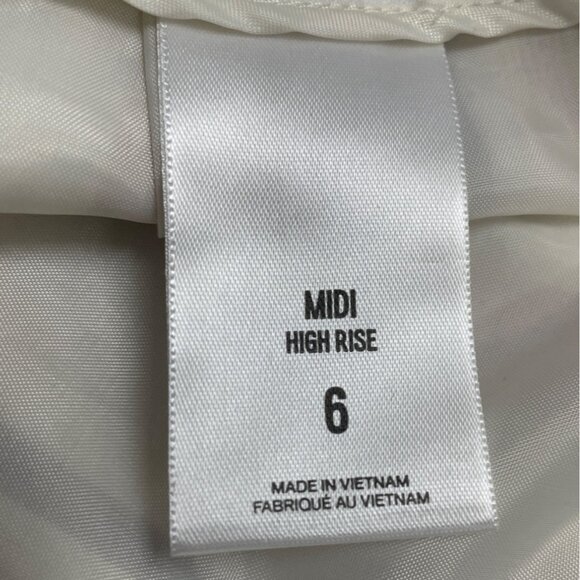 MIDI
HIGH RISE
6
MADE IN VIETNAM
FABRIQUÉ AU VIETNAM